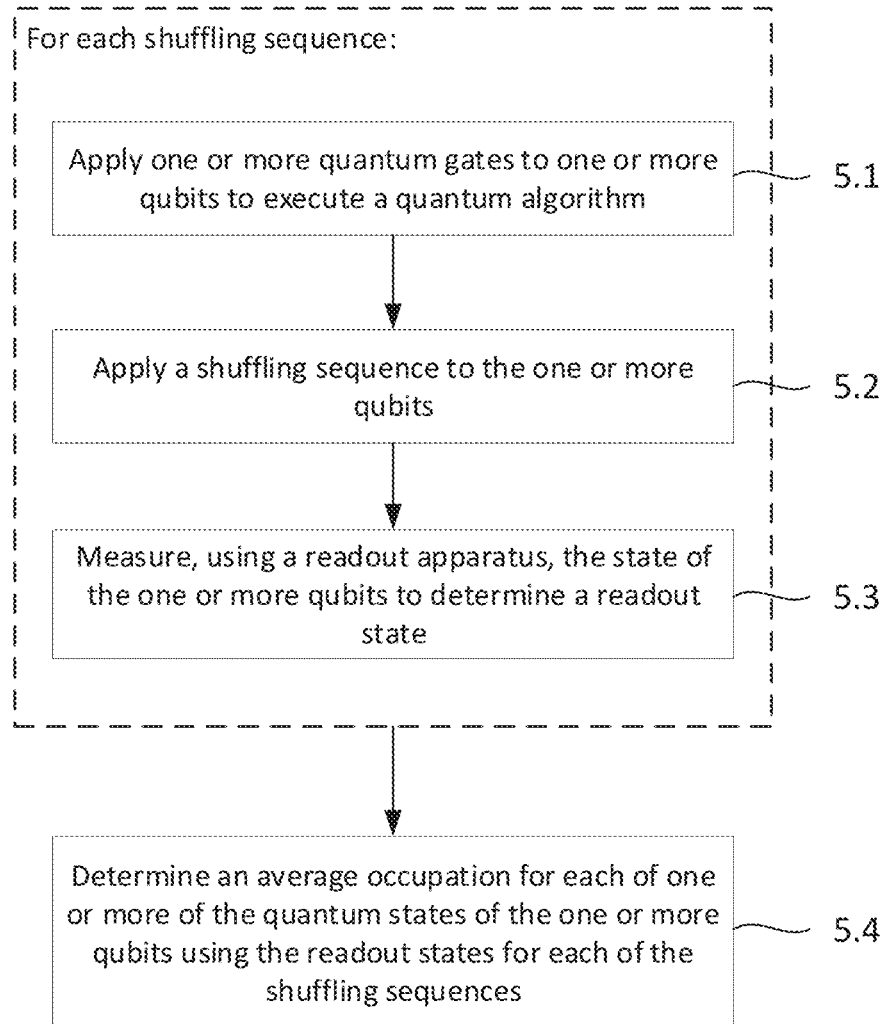 For each shuffling sequence:
Apply one or more quantum gates to one or more
qubits to execute a quantum algorithm
5.1
Apply a shuffling sequence to the one or more
qubits
5.2
Measure, using a readout apparatus, the state of
the one or more qubits to determine a readout
state
5.3
Determine an average occupation for each of one
or more of the quantum states of the one or more
qubits using the readout states for each of the
shuffling sequences
5.4